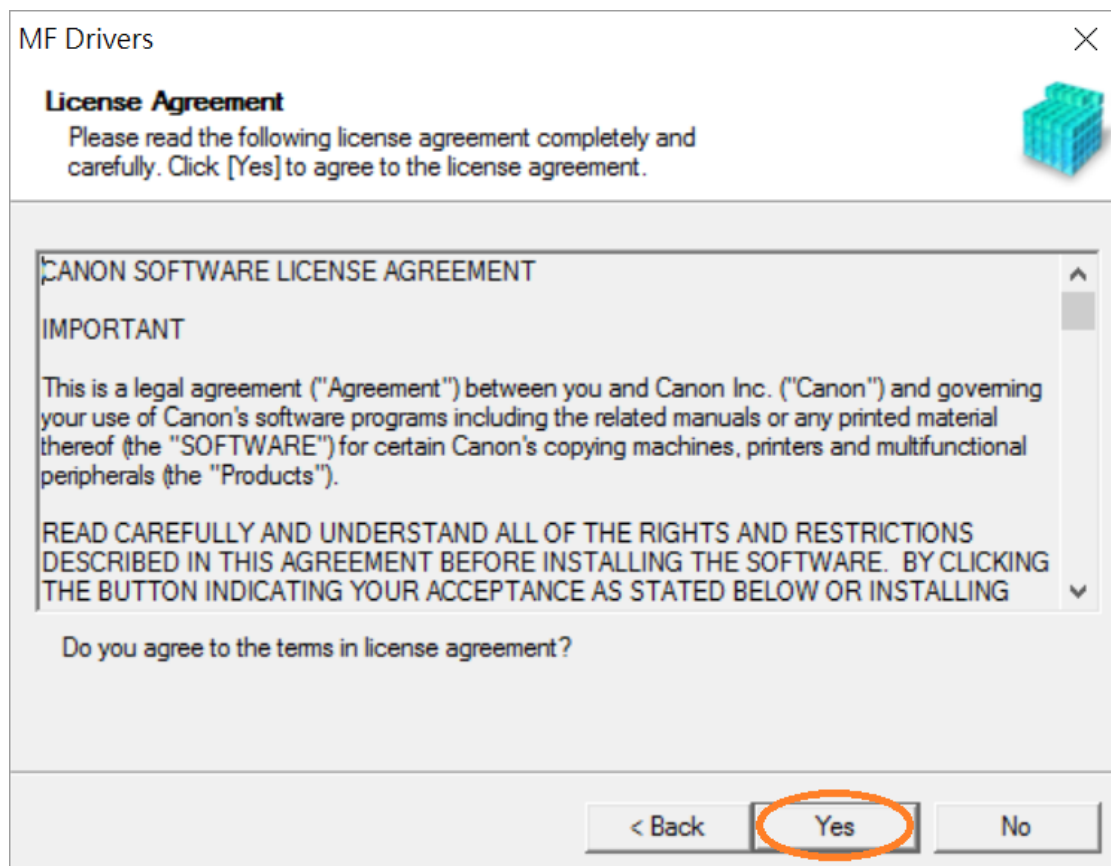 MF Drivers
License Agreement
Please read the following license agreement completely and
carefully. Click [Yes] to agree to the license agreement.
CANON SOFTWARE LICENSE AGREEMENT
IMPORTANT
This is a legal agreement ("Agreement") between you and Canon Inc. ("Canon") and governing
your use of Canon's software programs including the related manuals or any printed material
thereof (the "SOFTWARE") for certain Canon's copying machines, printers and multifunctional
peripherals (the "Products").
READ CAREFULLY AND UNDERSTAND ALL OF THE RIGHTS AND RESTRICTIONS
DESCRIBED IN THIS AGREEMENT BEFORE INSTALLING THE SOFTWARE.  BY CLICKING
THE BUTTON INDICATING YOUR ACCEPTANCE AS STATED BELOW OR INSTALLING
Do you agree to the terms in license agreement?
< Back Yes No